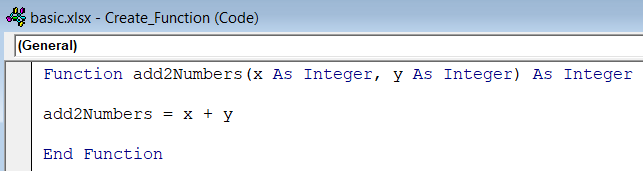 basic.xlsx - Create_Function (Code)
(General)
Function add2Numbers(x As Integer, y As Integer) As Integer
add2Numbers = x + y
End Function